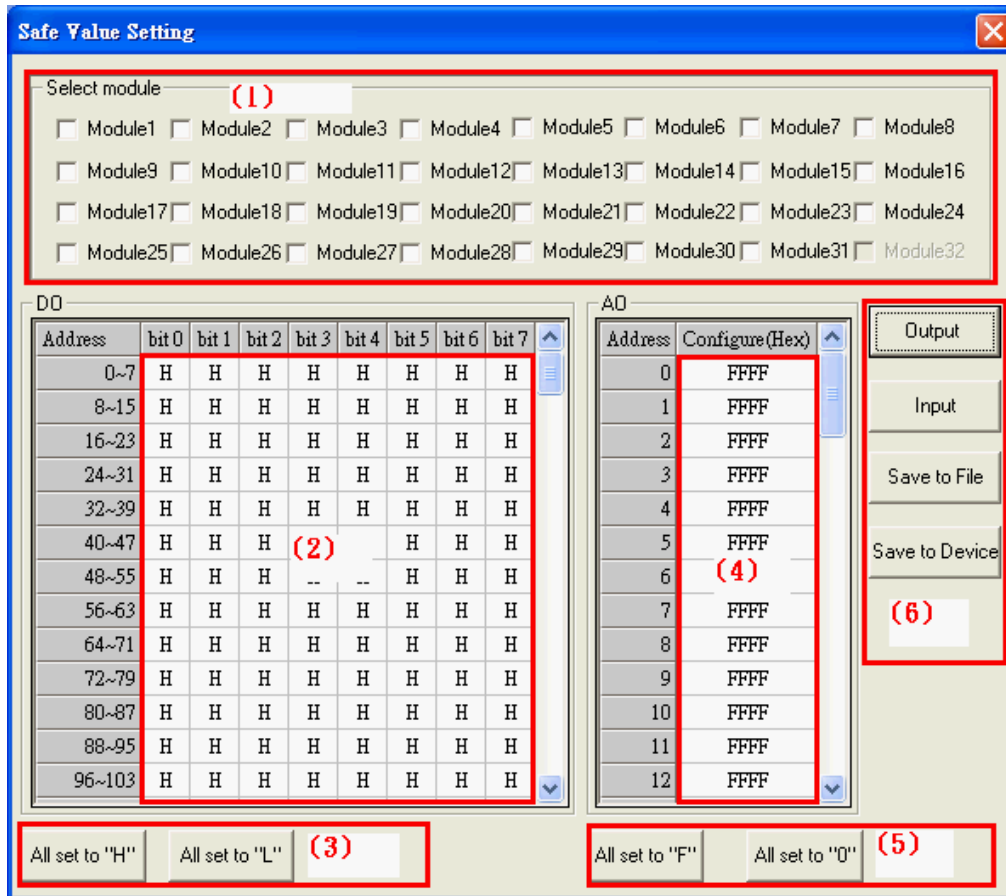 Safe Value Setting
Select module
(1)
Module1 Module2 Module3 Module4 Module5 Module6 Module7 Module8
Module9 Module10 Module11 Module12 Module13 Module14 Module15 Module16
Module17 Module18 Module19 Module20 Module21 Module22 Module23 Module24
Module25 Module26 Module27 Module28 Module29 Module30 Module31 Module32
DO
Address bit 0 bit 1 bit 2 bit 3 bit 4 bit 5 bit 6 bit 7
0~7 H H H H H H H H
8~15 H H H H H H H H
16~23 H H H H H H H H
24~31 H H H H H H H H
32~39 H H H H H H H H
40~47 H H H H H H
(2)
48~55 H H H H H H
56~63 H H H H H H H H
64~71 H H H H H H H H
72~79 H H H H H H H H
80~87 H H H H H H H H
88~95 H H H H H H H H
96~103 H H H H H H H H
All set to "H" All set to "L" (3)
AO
Address Configure(Hex)
0 FFFF
1 FFFF
2 FFFF
3 FFFF
4 FFFF
5 FFFF
6 (4)
7 FFFF
8 FFFF
9 FFFF
10 FFFF
11 FFFF
12 FFFF
All set to "F" All set to "0" (5)
Output
Input
Save to File
Save to Device
(6)